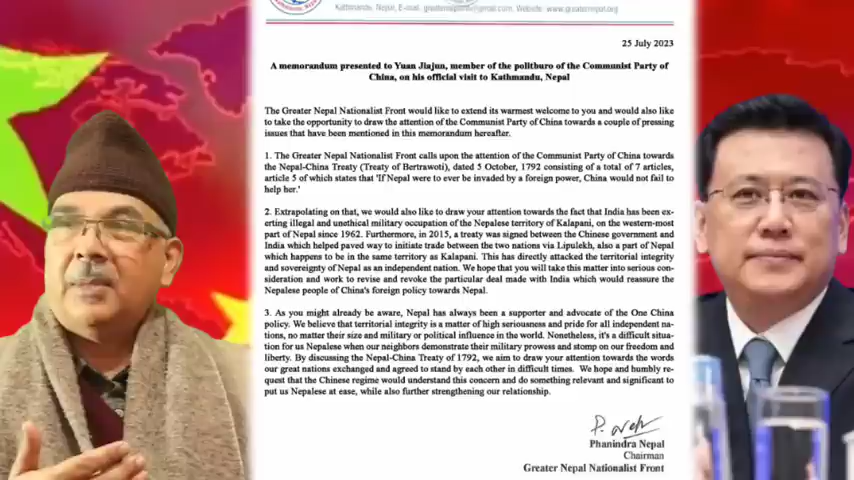 Kathmandu, Nepal, E-mail. greaternepal@gmail.com, Website: www.greaternepal.org
25 July 2023
A memorandum presented to Yuan Jiajun, member of the politburo of the Communist Party of
China, on his official visit to Kathmandu, Nepal
The Greater Nepal Nationalist Front would like to extend its warmest welcome to you and would also like
to take the opportunity to draw the attention of the Communist Party of China towards a couple of pressing
issues that have been mentioned in this memorandum hereafter.
1. The Greater Nepal Nationalist Front calls upon the attention of the Communist Party of China towards
the Nepal-China Treaty (Treaty of Bertrawoti), dated 5 October, 1792 consisting of a total of 7 articles,
article 5 of which states that 'If Nepal were to ever be invaded by a foreign power, China would not fail to
help her.'
2. Extrapolating on that, we would also like to draw your attention towards the fact that India has been ex-
erting illegal and unethical military occupation of the Nepalese territory of Kalapani, on the western-most
part of Nepal since 1962. Furthermore, in 2015, a treaty was signed between the Chinese government and
India which helped paved way to initiate trade between the two nations via Lipulekh, also a part of Nepal
which happens to be in the same territory as Kalapani. This has directly attacked the territorial integrity
and sovereignty of Nepal as an independent nation. We hope that you will take this matter into serious con-
sideration and work to revise and revoke the particular deal made with India which would reassure the
Nepalese people of China's foreign policy towards Nepal.
3. As you might already be aware, Nepal has always been a supporter and advocate of the One China
policy. We believe that territorial integrity is a matter of high seriousness and pride for all independent na-
tions, no matter their size and military or political influence in the world. Nonetheless, it's a difficult situa-
tion for us Nepalese when our neighbors demonstrate their military prowess and stomp on our freedom and
liberty. By discussing the Nepal-China Treaty of 1792, we aim to draw your attention towards the words
our great nations exchanged and agreed to stand by each other in difficult times. We hope and humbly re-
quest that the Chinese regime would understand this concern and do something relevant and significant to
put us Nepalese at ease, while also further strengthening our relationship.
Phanindra Nepal
Chairman
Greater Nepal Nationalist Front